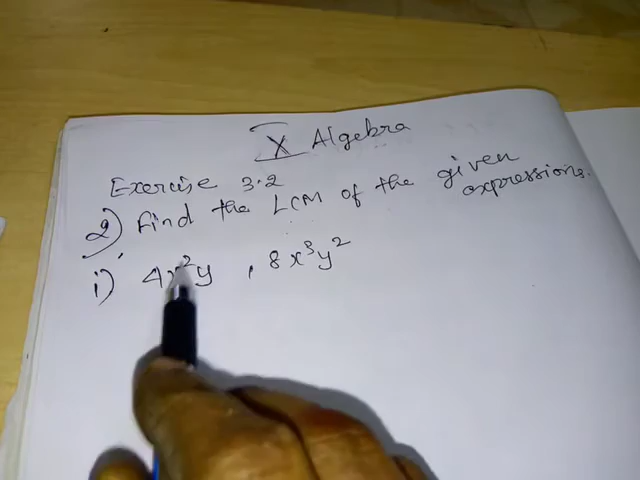 X Algebra
Exercise 3.2
2) Find the LCM of the given expressions.
i) 4x²y , 8x³y²